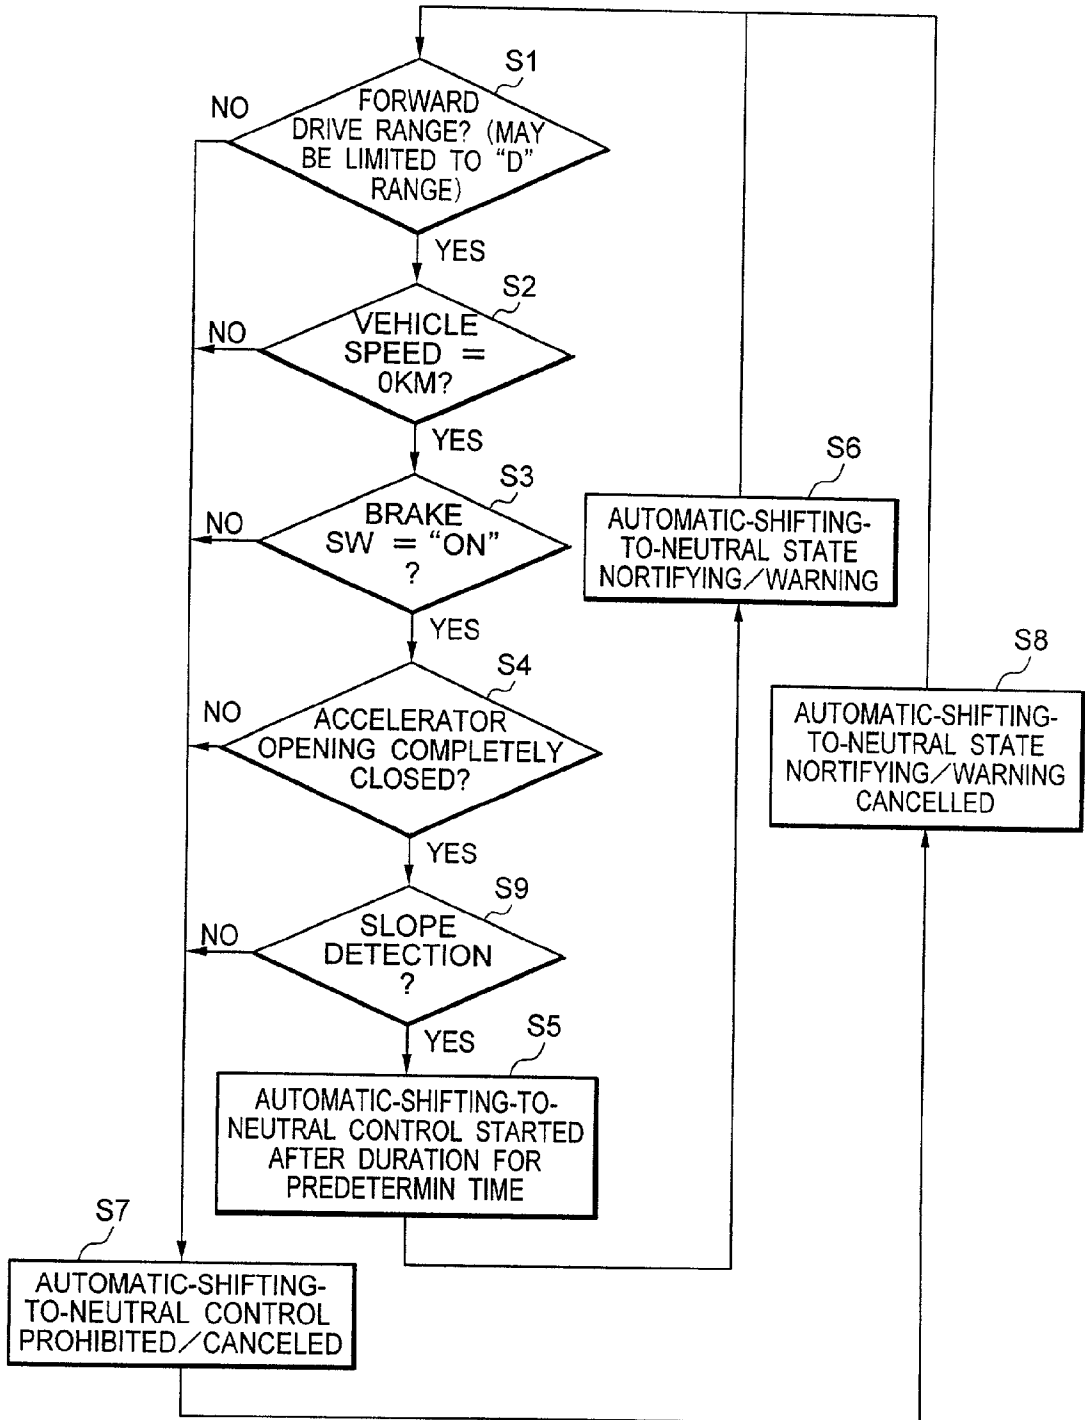 S1
NO
FORWARD
DRIVE RANGE? (MAY
BE LIMITED TO "D"
RANGE)
YES
S2
NO
VEHICLE
SPEED =
0KM?
YES
S3
NO
BRAKE
SW = "ON"
?
YES
S6
AUTOMATIC-SHIFTING-
TO-NEUTRAL STATE
NORTIFYING/WARNING
S4
NO
ACCELERATOR
OPENING COMPLETELY
CLOSED?
YES
S8
AUTOMATIC-SHIFTING-
TO-NEUTRAL STATE
NORTIFYING/WARNING
CANCELLED
S9
NO
SLOPE
DETECTION
?
YES
S5
AUTOMATIC-SHIFTING-TO-
NEUTRAL CONTROL STARTED
AFTER DURATION FOR
PREDETERMIN TIME
S7
AUTOMATIC-SHIFTING-
TO-NEUTRAL CONTROL
PROHIBITED/CANCELED